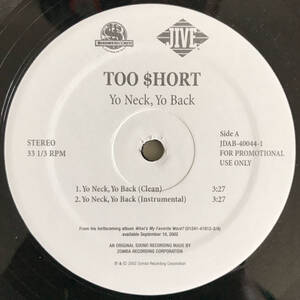 JIVE
TOO $HORT
Yo Neck, Yo Back
STEREO
33 1/3 RPM
Side A
JDAB-40044-1
FOR PROMOTIONAL
USE ONLY
1. Yo Neck, Yo Back (Clean) 3:27
2. Yo Neck, Yo Back (Instrumental) 3:27
From his forthcoming album What's My Favorite Word? (01241-41812-2/4)
available September 10, 2002
AN ORIGINAL SOUND RECORDING MADE BY
ZOMBA RECORDING CORPORATION
℗ & © 2002 Zomba Recording Corporation